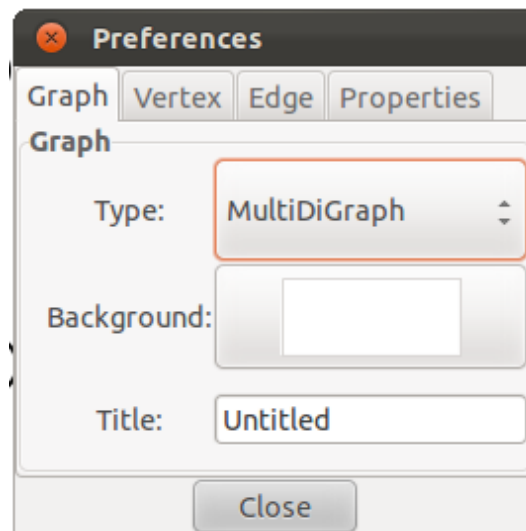 Preferences
Graph Vertex Edge Properties
Graph
Type: MultiDiGraph
Background:
Title: Untitled
Close